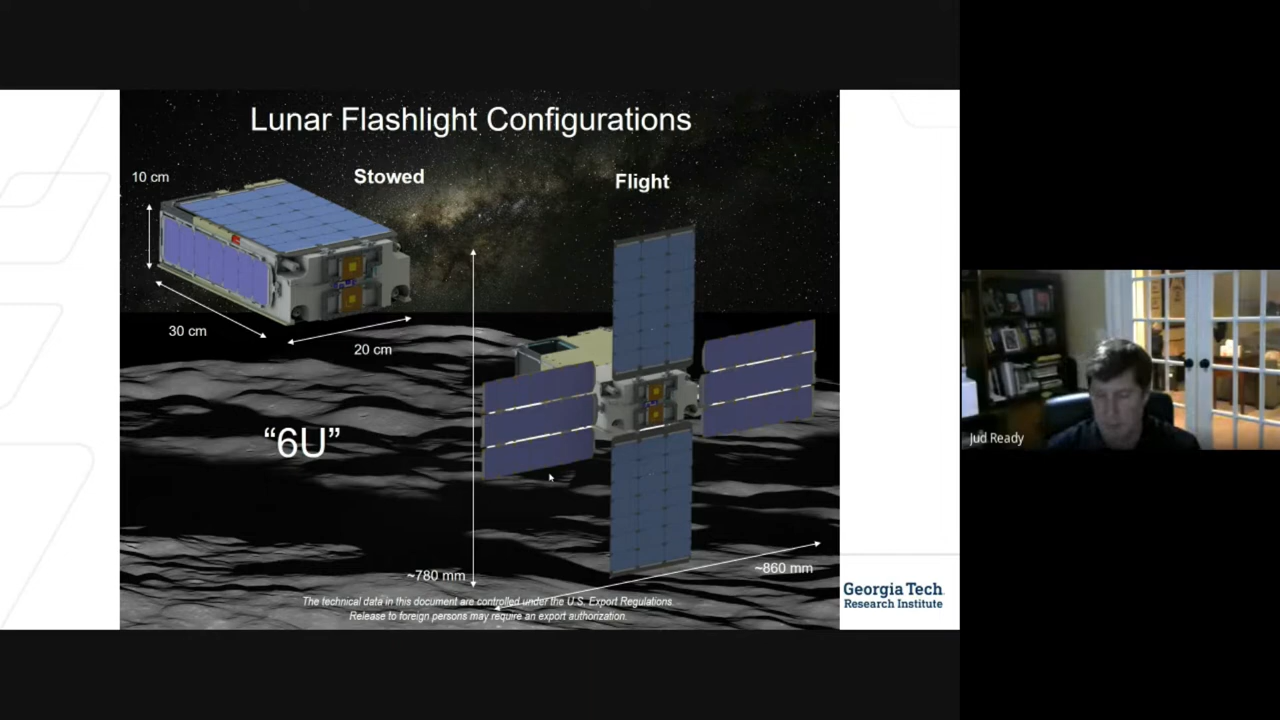 Lunar Flashlight Configurations
Stowed
Flight
10 cm
30 cm
20 cm
“6U”
~780 mm
~860 mm
The technical data in this document are controlled under the U.S. Export Regulations.
Release to foreign persons may require an export authorization.
Georgia Tech
Research Institute
Jud Ready